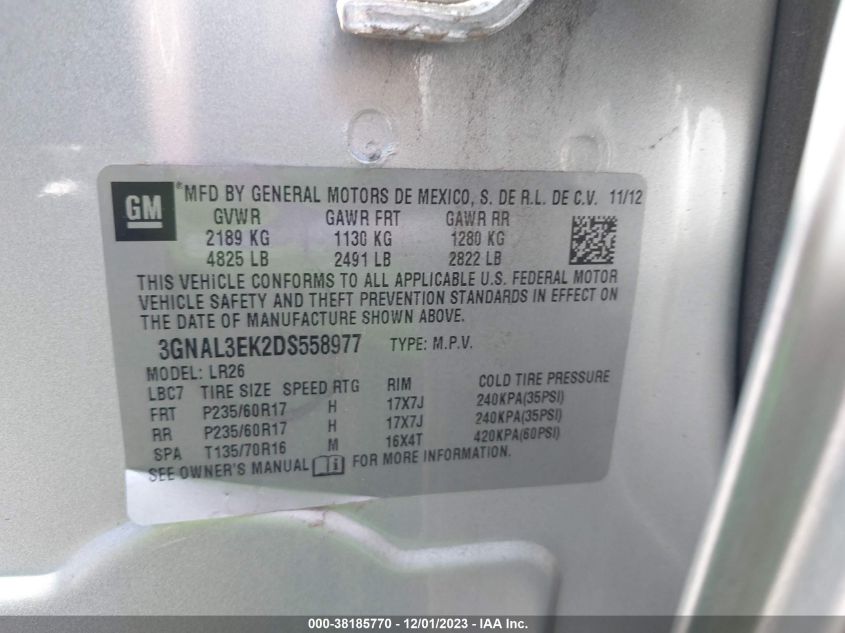 GM
*MFD BY GENERAL MOTORS DE MEXICO, S. DE R.L. DE C.V. 11/12
GVWR GAWR FRT GAWR RR
2189 KG 1130 KG 1280 KG
4825 LB 2491 LB 2822 LB
THIS VEHICLE CONFORMS TO ALL APPLICABLE U.S. FEDERAL MOTOR
VEHICLE SAFETY AND THEFT PREVENTION STANDARDS IN EFFECT ON
THE DATE OF MANUFACTURE SHOWN ABOVE.
3GNAL3EK2DS558977 TYPE: M.P.V.
MODEL: LR26
LBC7 TIRE SIZE SPEED RTG RIM COLD TIRE PRESSURE
FRT P235/60R17 H 17X7J 240KPA(35PSI)
RR P235/60R17 H 17X7J 240KPA(35PSI)
SPA T135/70R16 M 16X4T 420KPA(60PSI)
SEE OWNER'S MANUAL i FOR MORE INFORMATION.
000-38185770 - 12/01/2023 - IAA Inc.